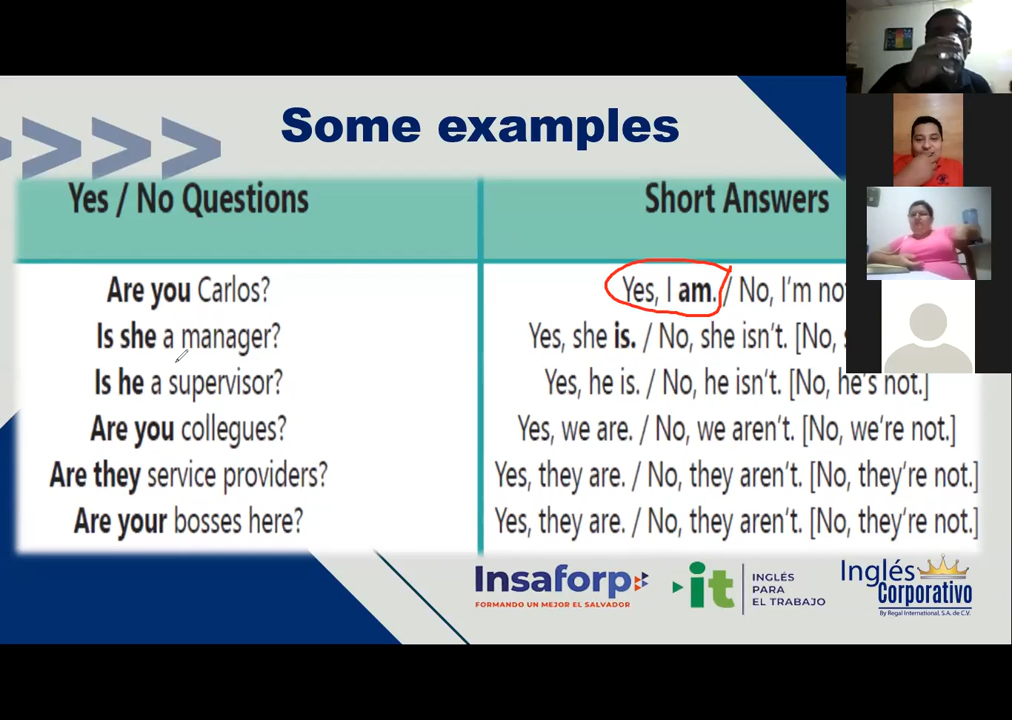 Some examples
Yes / No Questions
Short Answers
Are you Carlos?
Yes, I am. / No, I'm not
Is she a manager?
Yes, she is. / No, she isn't. [No,
Is he a supervisor?
Yes, he is. / No, he isn't. [No, he's not.]
Are you collegues?
Yes, we are. / No, we aren't. [No, we're not.]
Are they service providers?
Yes, they are. / No, they aren't. [No, they're not.]
Are your bosses here?
Yes, they are. / No, they aren't. [No, they're not.]
Insaforp
FORMANDO UN MEJOR EL SALVADOR
it
INGLÉS
PARA
EL TRABAJO
Inglés
Corporativo
By Regal International, S.A. de C.V.